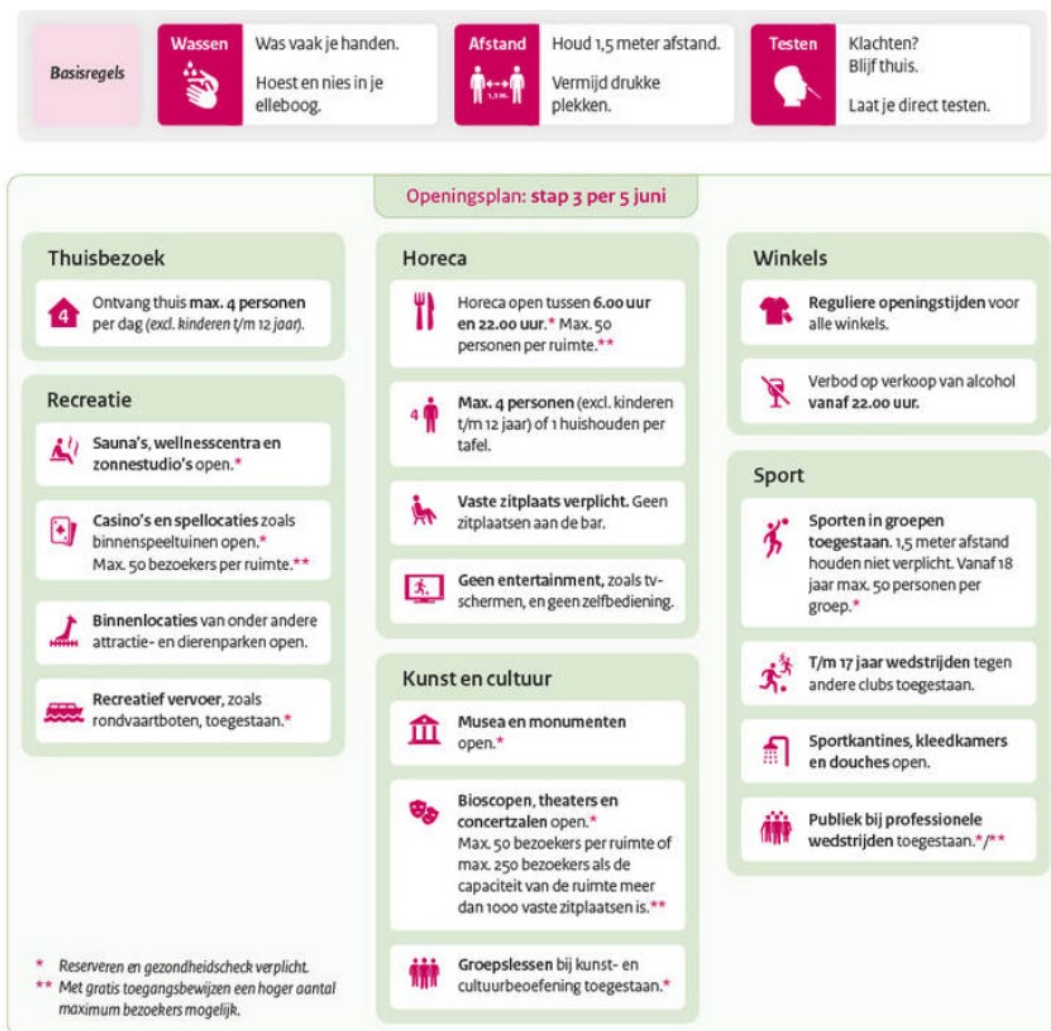 Basisregels
Wassen
Was vaak je handen.
Hoest en nies in je
elleboog.
Afstand
1,5 M.
Houd 1,5 meter afstand.
Vermijd drukke
plekken.
Testen
Klachten?
Blijf thuis.
Laat je direct testen.
Openingsplan: stap 3 per 5 juni
Thuisbezoek
4
Ontvang thuis max. 4 personen
per dag (excl. kinderen t/m 12 jaar).
Recreatie
Sauna's, wellnesscentra en
zonnestudio's open.*
Casino's en spellocaties zoals
binnenspeeltuinen open.*
Max. 50 bezoekers per ruimte.**
Binnenlocaties van onder andere
attractie- en dierenparken open.
Recreatief vervoer, zoals
rondvaartboten, toegestaan.*
Horeca
Horeca open tussen 6.00 uur
en 22.00 uur.* Max. 50
personen per ruimte.**
4
Max. 4 personen (excl. kinderen
t/m 12 jaar) of 1 huishouden per
tafel.
Vaste zitplaats verplicht. Geen
zitplaatsen aan de bar.
Geen entertainment, zoals tv-
schermen, en geen zelfbediening.
Kunst en cultuur
Musea en monumenten
open.*
Bioscopen, theaters en
concertzalen open.*
Max. 50 bezoekers per ruimte of
max. 250 bezoekers als de
capaciteit van de ruimte meer
dan 1000 vaste zitplaatsen is.**
Groepslessen bij kunst- en
cultuurbeoefening toegestaan.*
Winkels
Reguliere openingstijden voor
alle winkels.
Verbod op verkoop van alcohol
vanaf 22.00 uur.
Sport
Sporten in groepen
toegestaan. 1,5 meter afstand
houden niet verplicht. Vanaf 18
jaar max. 50 personen per
groep.*
T/m 17 jaar wedstrijden tegen
andere clubs toegestaan.
Sportkantines, kleedkamers
en douches open.
Publiek bij professionele
wedstrijden toegestaan.*/**
* Reserveren en gezondheidscheck verplicht.
** Met gratis toegangsbewijzen een hoger aantal
maximum bezoekers mogelijk.